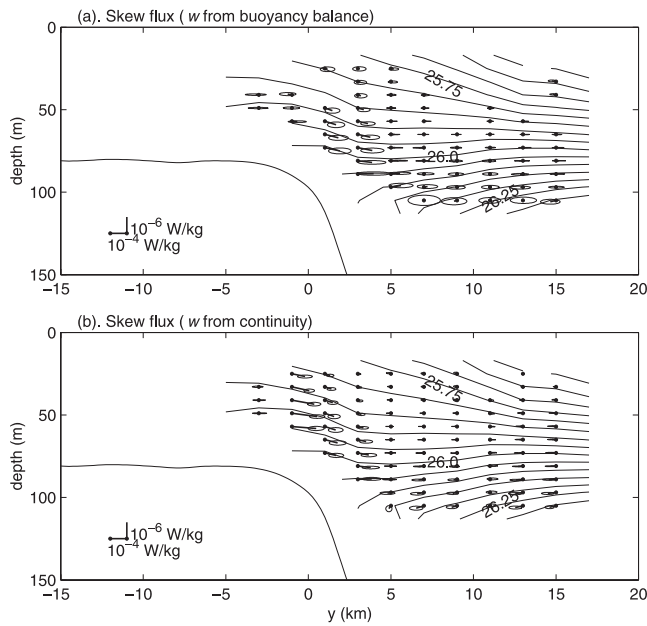 (a). Skew flux ( w from buoyancy balance)
0
50
100
150
depth (m)
25.75
26.0
26.25
10⁻⁶ W/kg
10⁻⁴ W/kg
−15 −10 −5 0 5 10 15 20
(b). Skew flux ( w from continuity)
0
50
100
150
depth (m)
25.75
26.0
26.25
10⁻⁶ W/kg
10⁻⁴ W/kg
−15 −10 −5 0 5 10 15 20
y (km)